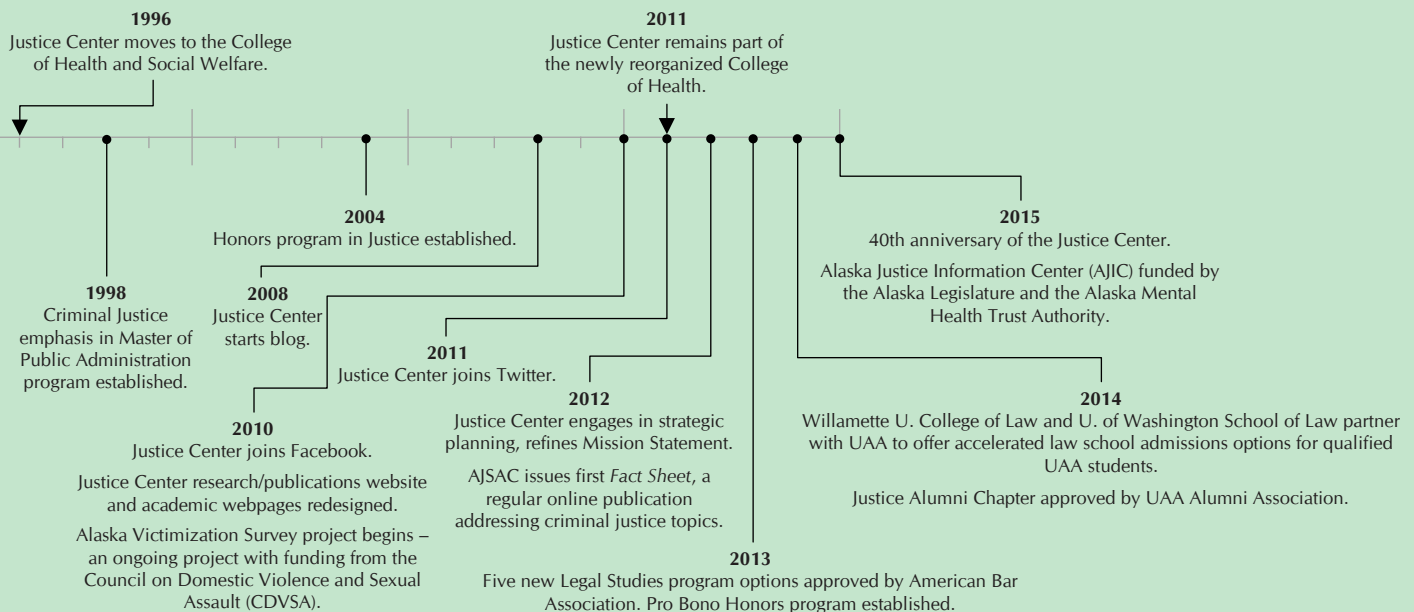 1996
Justice Center moves to the College
of Health and Social Welfare.
2011
Justice Center remains part of
the newly reorganized College
of Health.
1998
Criminal Justice
emphasis in Master of
Public Administration
program established.
2004
Honors program in Justice established.
2008
Justice Center
starts blog.
2010
Justice Center joins Facebook.
Justice Center research/publications website
and academic webpages redesigned.
Alaska Victimization Survey project begins –
an ongoing project with funding from the
Council on Domestic Violence and Sexual
Assault (CDVSA).
2011
Justice Center joins Twitter.
2012
Justice Center engages in strategic
planning, refines Mission Statement.
AJSAC issues first Fact Sheet, a
regular online publication
addressing criminal justice topics.
2013
Five new Legal Studies program options approved by American Bar
Association. Pro Bono Honors program established.
2014
Willamette U. College of Law and U. of Washington School of Law partner
with UAA to offer accelerated law school admissions options for qualified
UAA students.
Justice Alumni Chapter approved by UAA Alumni Association.
2015
40th anniversary of the Justice Center.
Alaska Justice Information Center (AJIC) funded by
the Alaska Legislature and the Alaska Mental
Health Trust Authority.